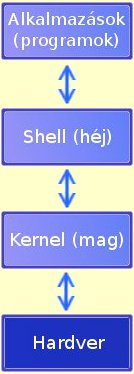 Alkalmazások
(programok)
Shell (héj)
Kernel (mag)
Hardver